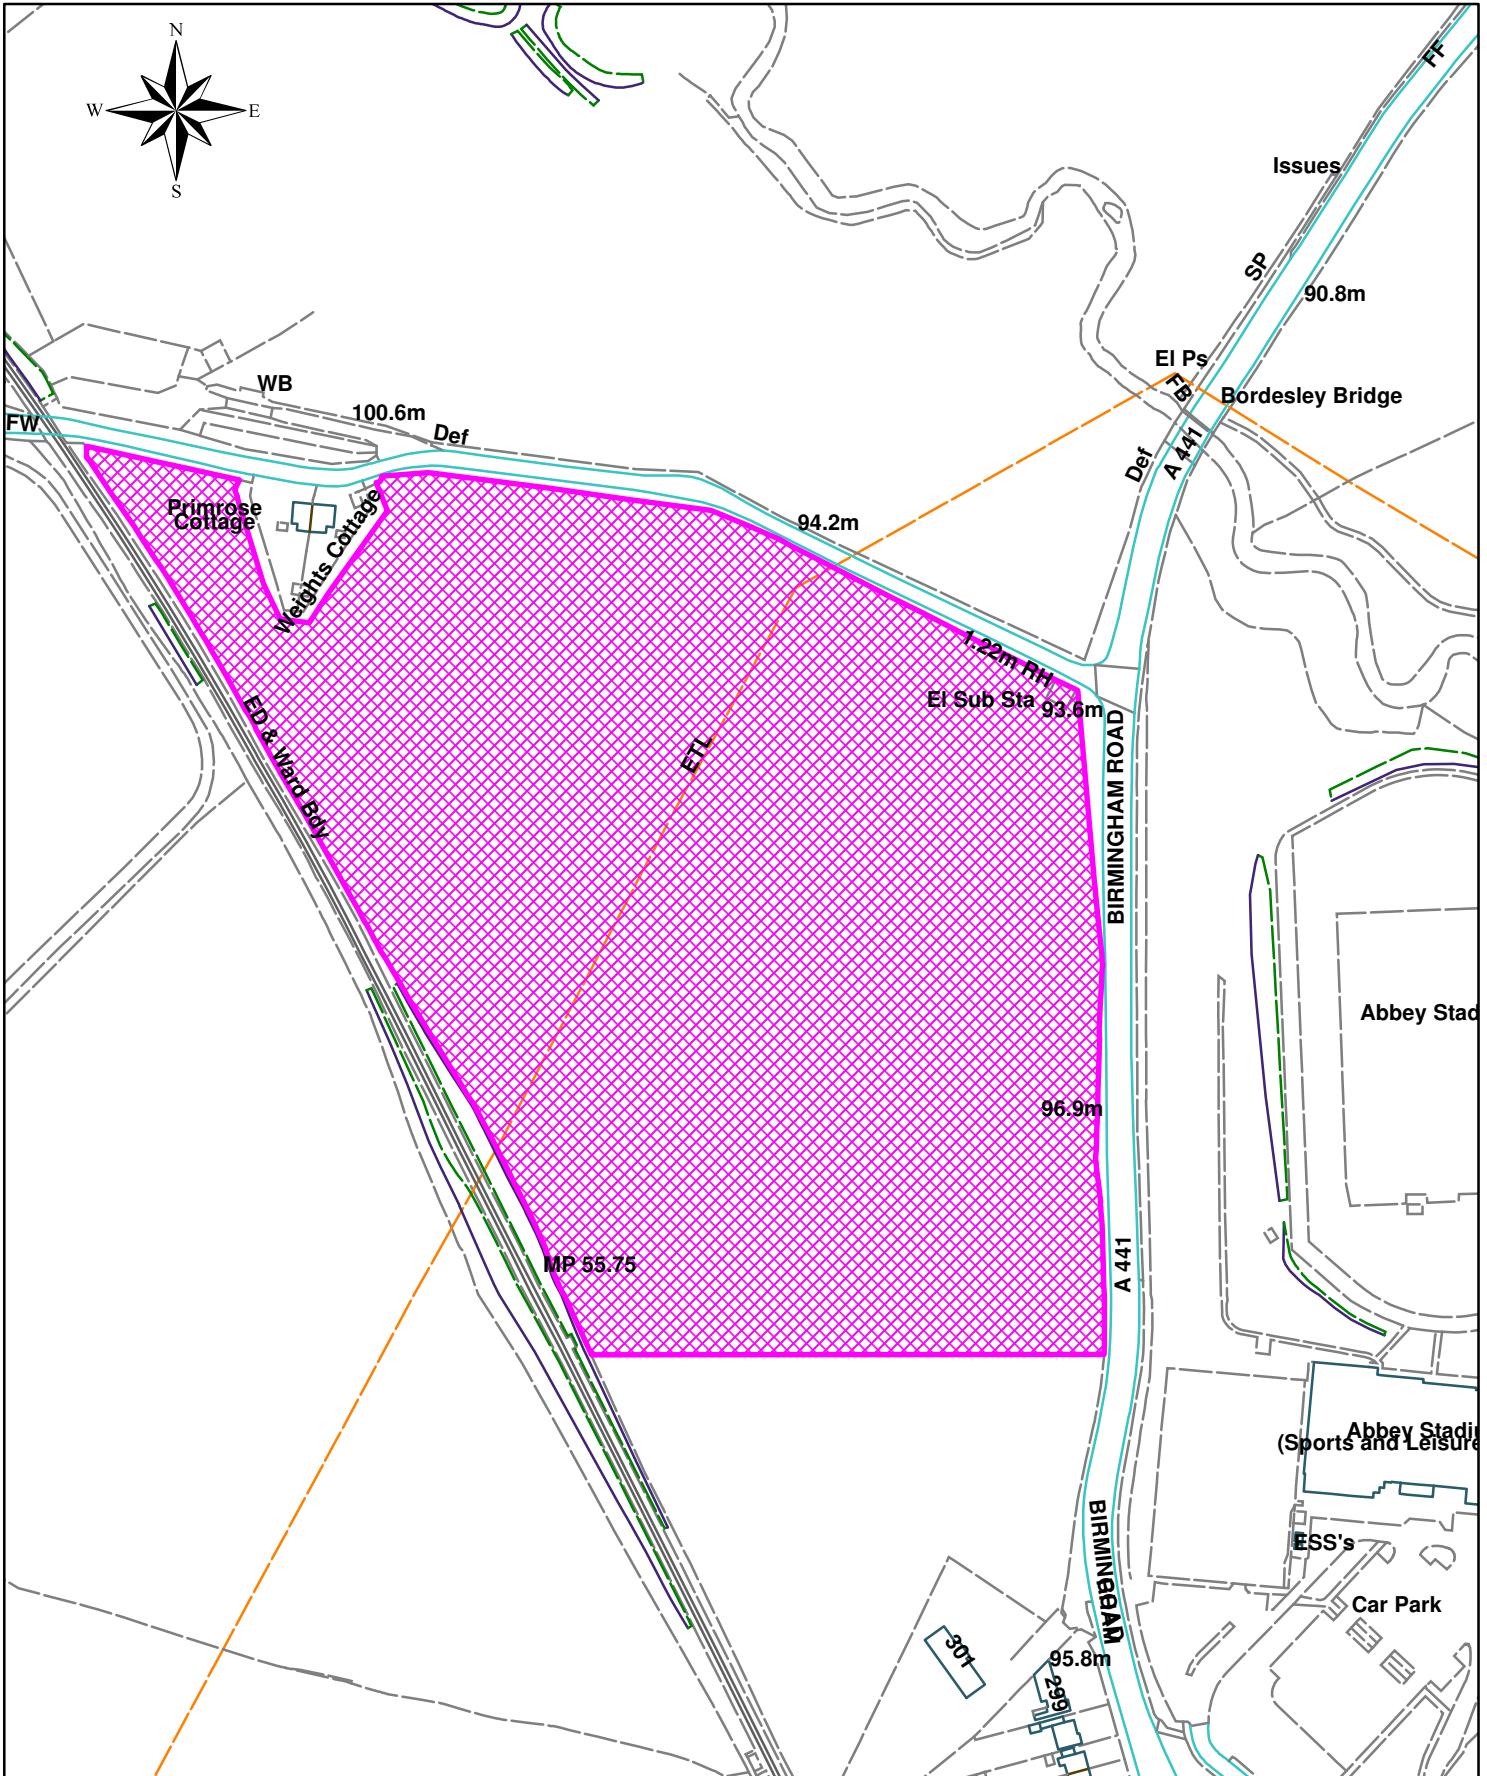 N
W
E
S
FF
Issues
SP
90.8m
El Ps
FB
Bordesley Bridge
WB
100.6m
FW
Def
Def
A 441
Primrose
Cottage
Weights Cottage
94.2m
1.22m RH
El Sub Sta
93.6m
ED & Ward Bdy
ETL
BIRMINGHAM ROAD
Abbey Stad
96.9m
A 441
MP 55.75
Abbey Stadi
(Sports and Leisure
BIRMINGHAM
ROAD
ESS's
Car Park
301
95.8m
299